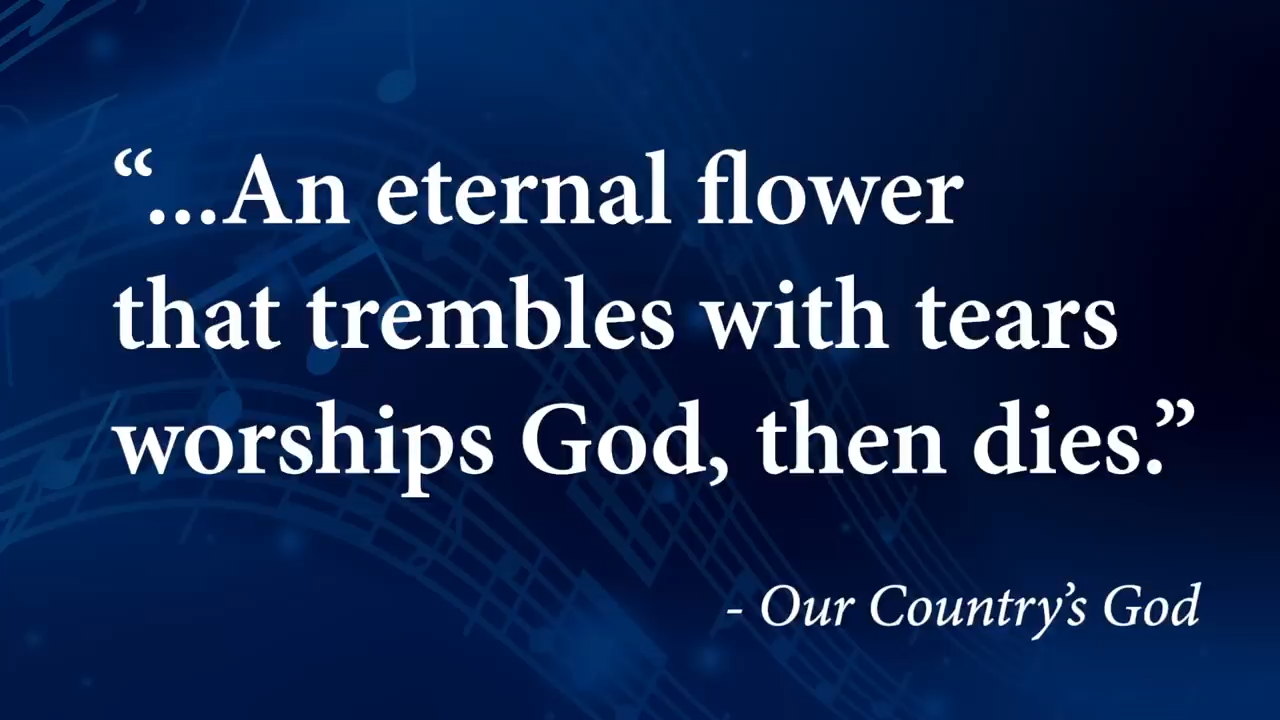 “...An eternal flower
that trembles with tears
worships God, then dies.”
- Our Country’s God